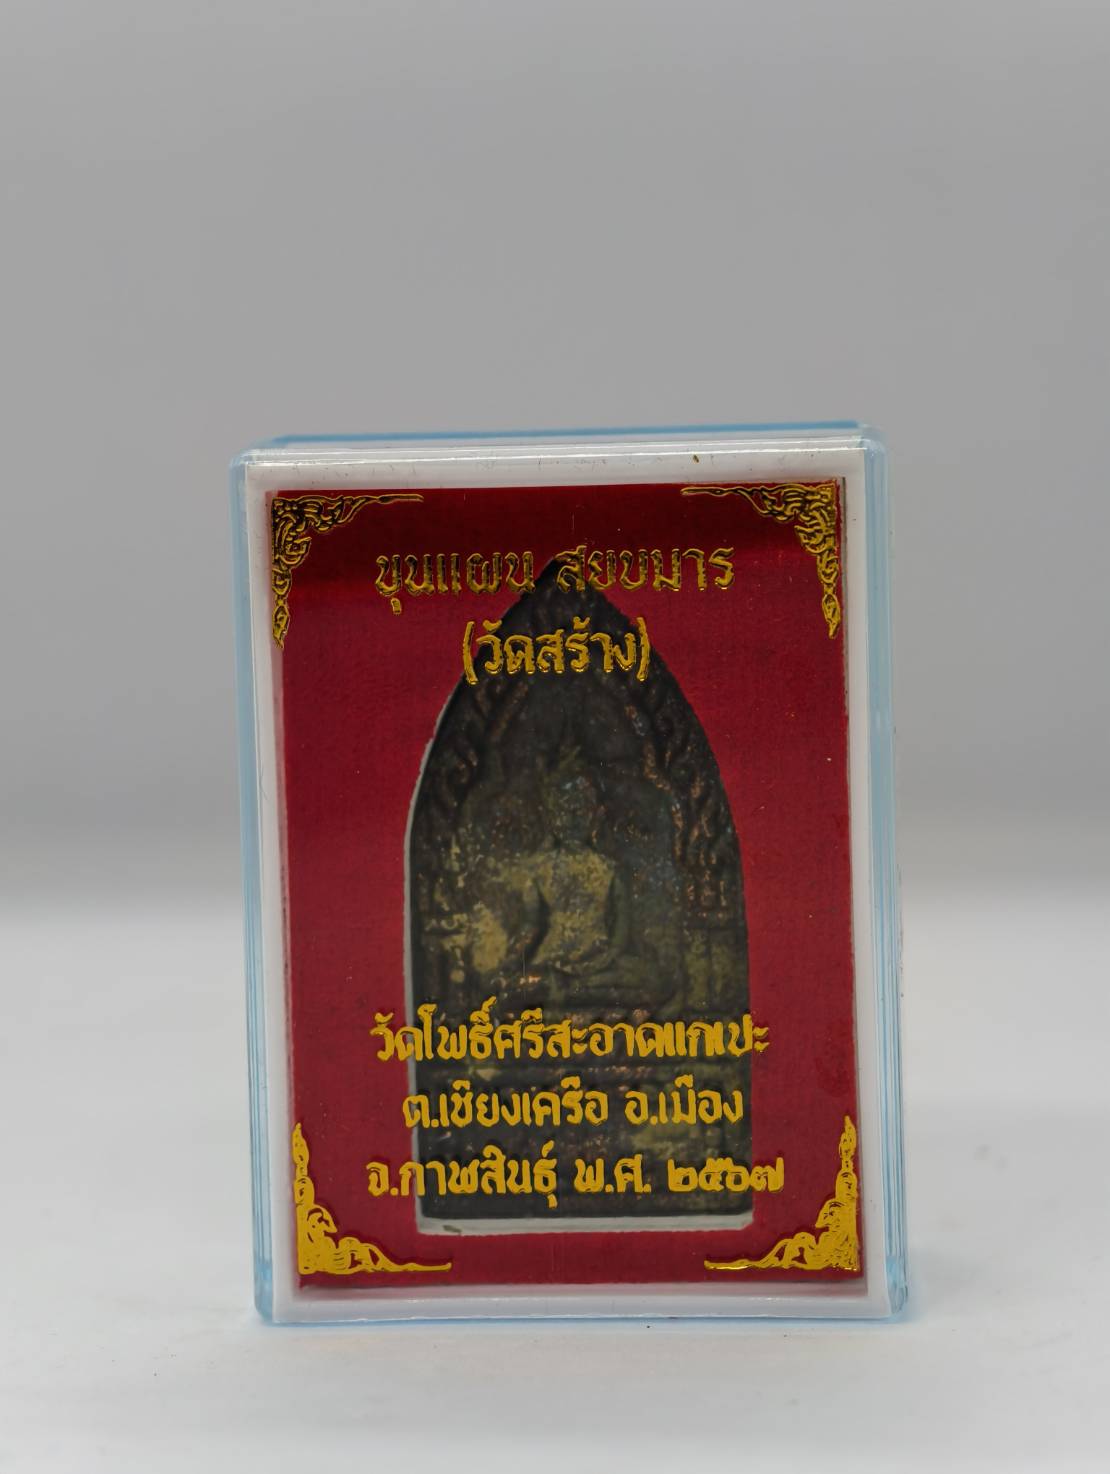 ขุนแผน สยบมาร
(วัดสร้าง)
วัดโพธิ์ศรีสะอาดแกเปะ
ต.เชียงเครือ อ.เมือง
จ.กาฬสินธุ์ พ.ศ. ๒๕๖๗